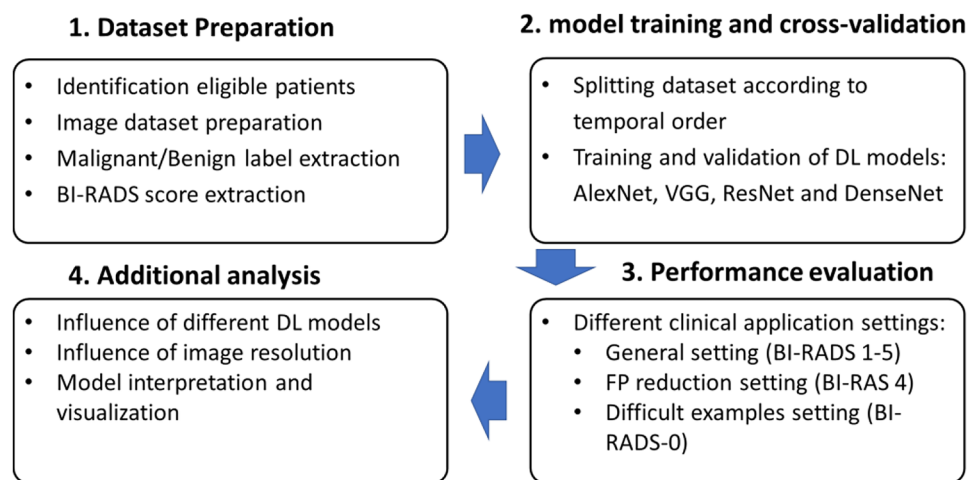 1. Dataset Preparation
• Identification eligible patients
• Image dataset preparation
• Malignant/Benign label extraction
• BI-RADS score extraction
2. model training and cross-validation
• Splitting dataset according to
temporal order
• Training and validation of DL models:
AlexNet, VGG, ResNet and DenseNet
3. Performance evaluation
• Different clinical application settings:
• General setting (BI-RADS 1-5)
• FP reduction setting (BI-RAS 4)
• Difficult examples setting (BI-
RADS-0)
4. Additional analysis
• Influence of different DL models
• Influence of image resolution
• Model interpretation and
visualization